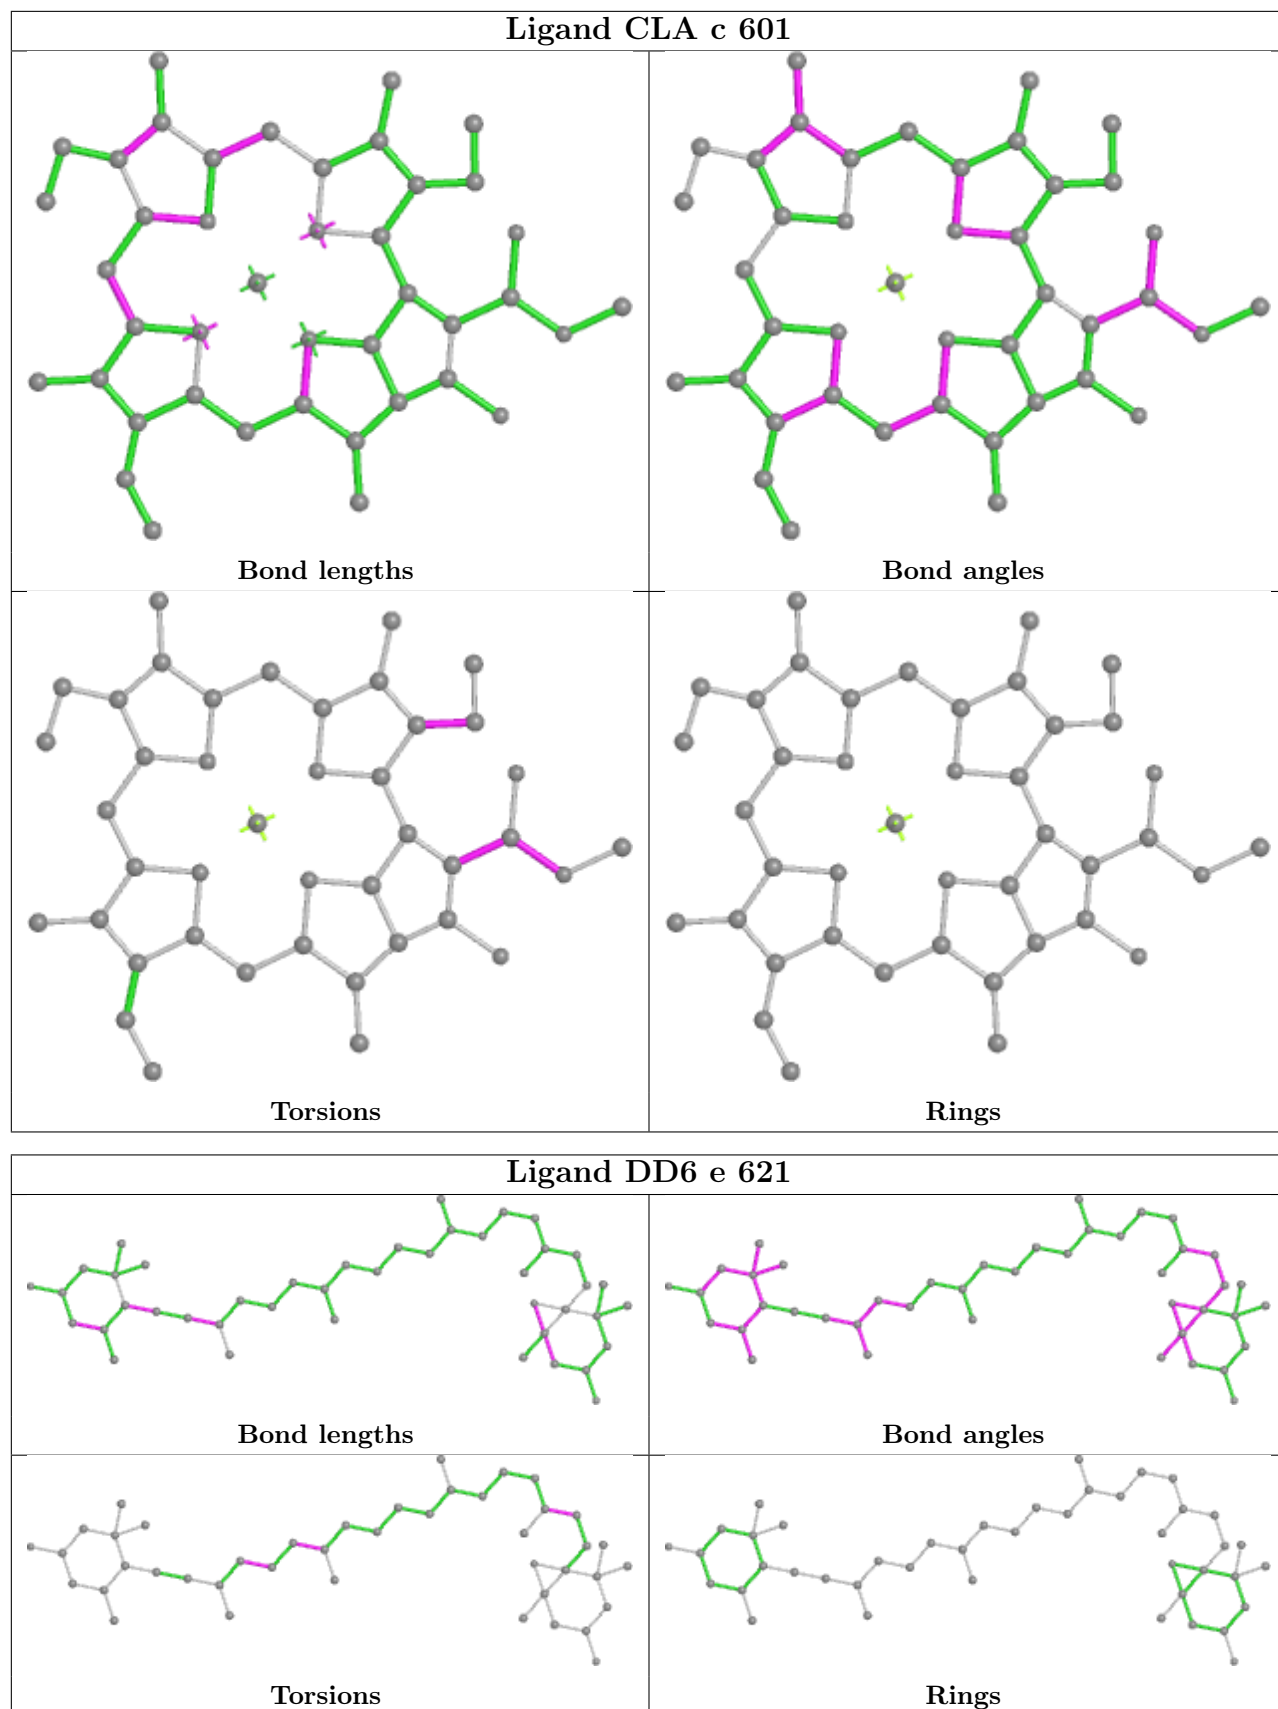 Ligand CLA c 601
Bond lengths
Bond angles
Torsions
Rings
Ligand DD6 e 621
Bond lengths
Bond angles
Torsions
Rings